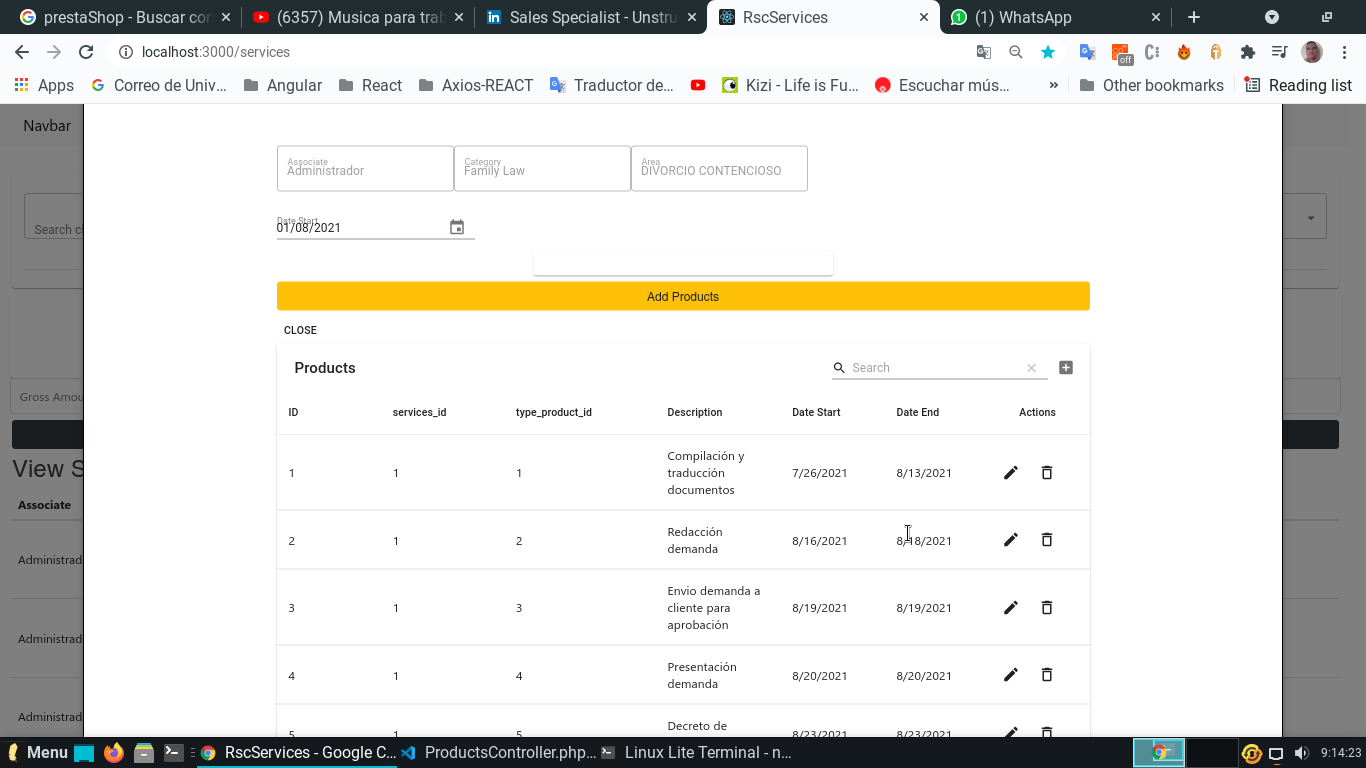 prestaShop - Buscar con
(6357) Musica para trab
Sales Specialist - Unstru
RscServices
(1) WhatsApp
localhost:3000/services
off
Apps
Correo de Univ...
Angular
React
Axios-REACT
Traductor de...
Kizi - Life is Fu...
Escuchar mús...
»
Other bookmarks
Reading list
Navbar
Associate
Administrador
Category
Family Law
Area
DIVORCIO CONTENCIOSO
Date Start
01/08/2021
Search cl
Add Products
CLOSE
Products
Search
Gross Amou
View S
Associate
Administrad
Administrad
Administrad
ID services_id type_product_id Description Date Start Date End Actions
1 1 1 Compilación y traducción documentos 7/26/2021 8/13/2021
2 1 2 Redacción demanda 8/16/2021 8/18/2021
3 1 3 Envio demanda a cliente para aprobación 8/19/2021 8/19/2021
4 1 4 Presentación demanda 8/20/2021 8/20/2021
5 1 5 Decreto de 8/23/2021 8/23/2021
Menu
RscServices - Google C...
ProductsController.php...
Linux Lite Terminal - n...
9:14:23